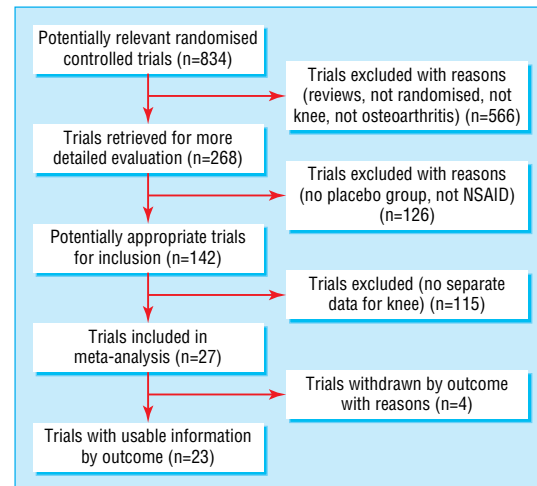 Potentially relevant randomised
controlled trials (n=834)
Trials excluded with reasons
(reviews, not randomised, not
knee, not osteoarthritis) (n=566)
Trials retrieved for more
detailed evaluation (n=268)
Trials excluded with reasons
(no placebo group, not NSAID)
(n=126)
Potentially appropriate trials
for inclusion (n=142)
Trials excluded (no separate
data for knee) (n=115)
Trials included in
meta-analysis (n=27)
Trials withdrawn by outcome
with reasons (n=4)
Trials with usable information
by outcome (n=23)